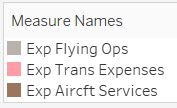 Measure Names
Exp Flying Ops
Exp Trans Expenses
Exp Aircft Services